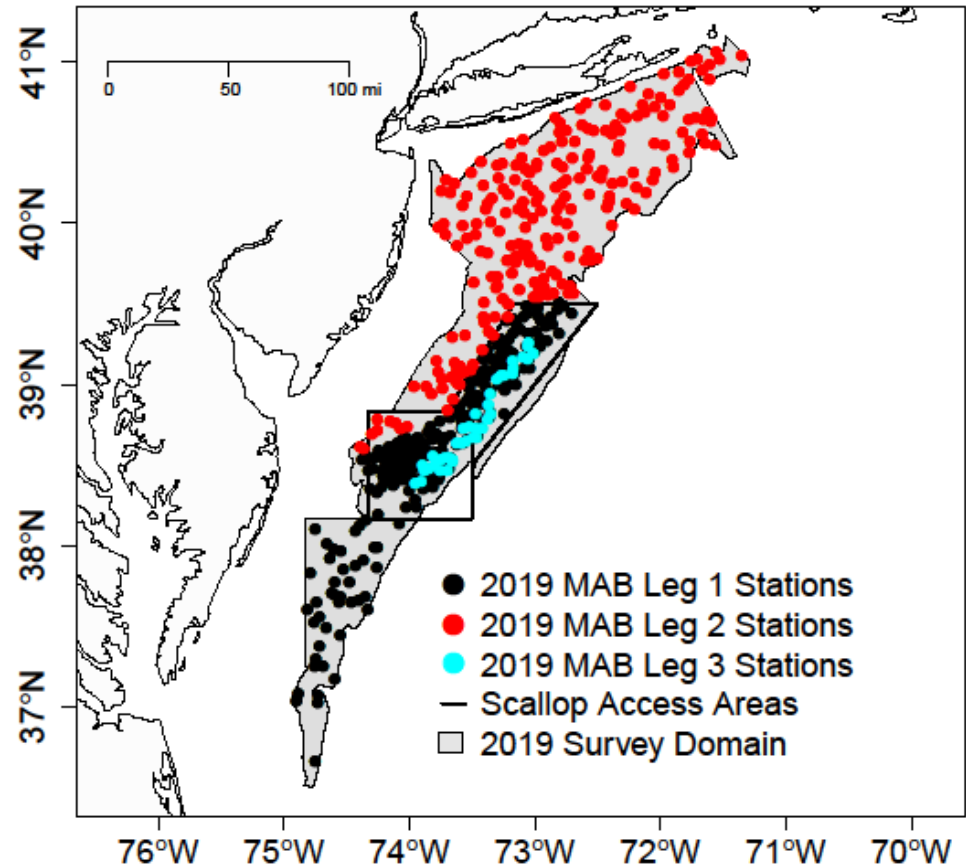 41°N
40°N
39°N
38°N
37°N
0 50 100 mi
2019 MAB Leg 1 Stations
2019 MAB Leg 2 Stations
2019 MAB Leg 3 Stations
Scallop Access Areas
2019 Survey Domain
76°W 75°W 74°W 73°W 72°W 71°W 70°W